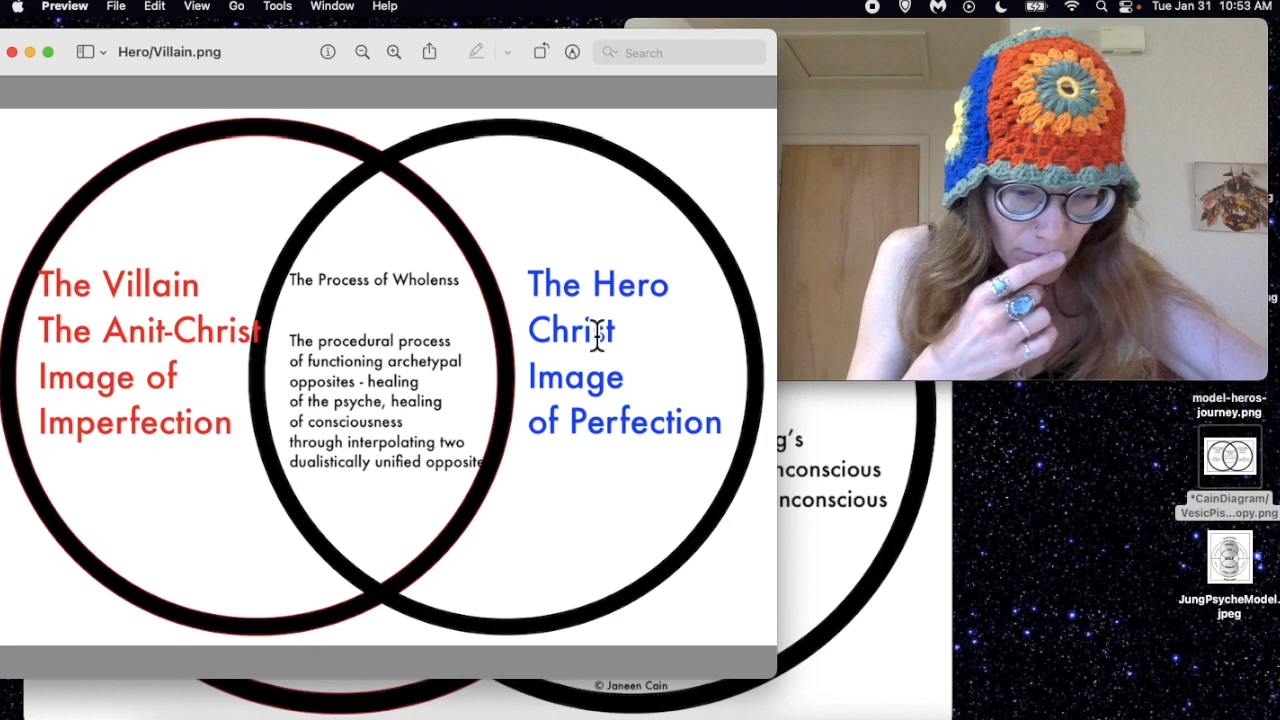 Preview File Edit View Go Tools Window Help
Tue Jan 31 10:53 AM
Hero/Villain.png
Search
The Villain
The Anit-Christ
Image of
Imperfection
The Process of Wholenss
The procedural process
of functioning archetypal
opposites - healing
of the psyche, healing
of consciousness
through interpolating two
dualistically unified opposite
The Hero
Christ
Image
of Perfection
g's
nconscious
nconscious
© Janeen Cain
model-heros-
journey.png
*CainDiagram/
VesicPis...opy.png
JungPsycheModel.
jpeg